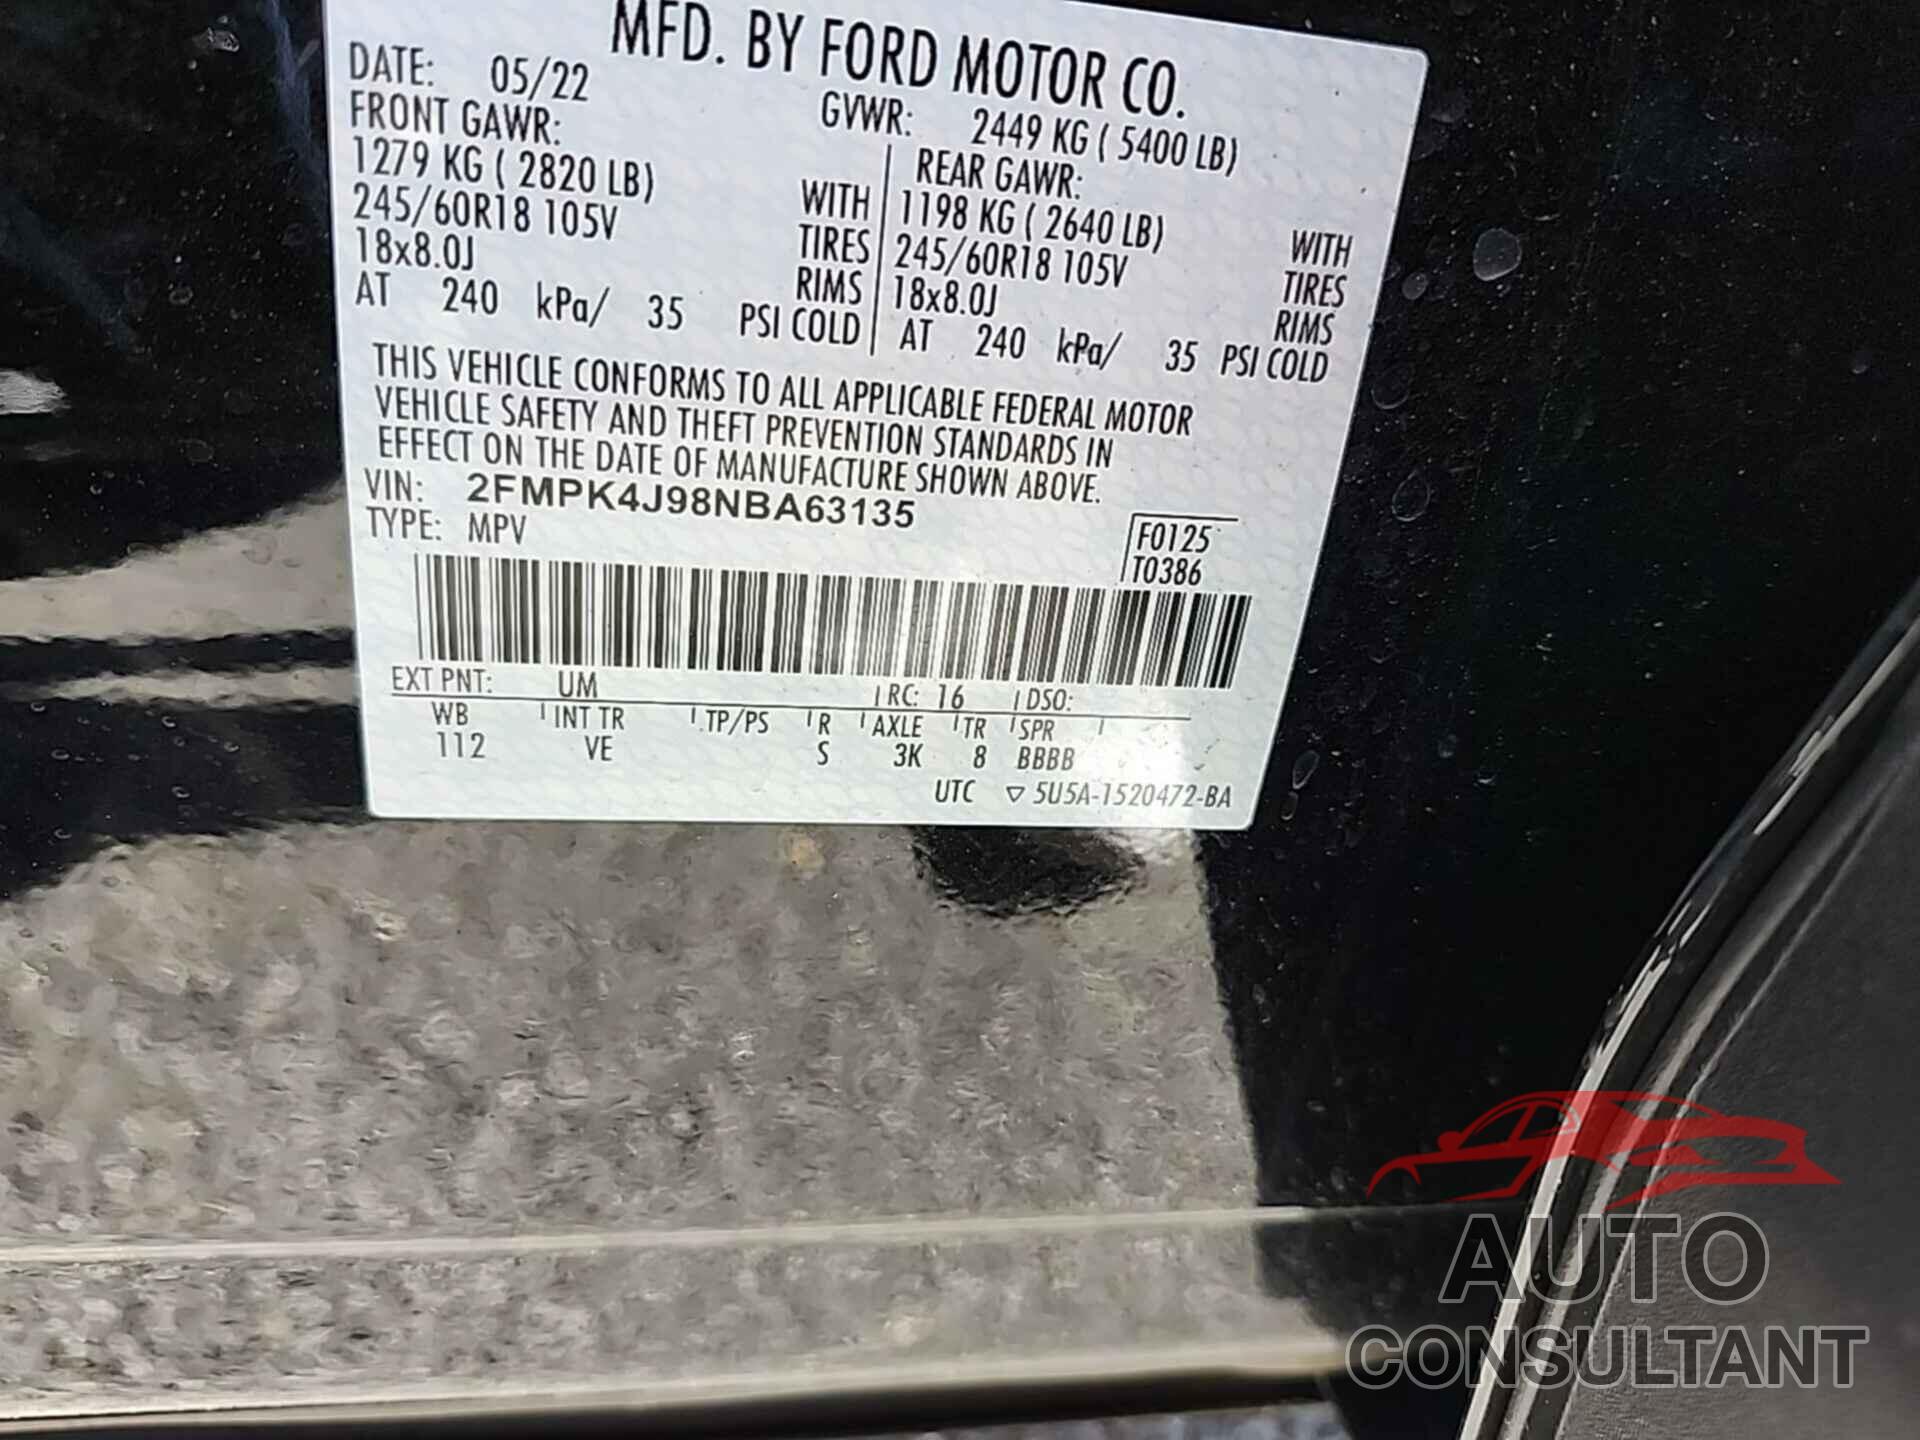 MFD. BY FORD MOTOR CO.
DATE: 05/22 GVWR: 2449 KG ( 5400 LB)
FRONT GAWR: REAR GAWR:
1279 KG ( 2820 LB) WITH 1198 KG ( 2640 LB) WITH
245/60R18 105V TIRES 245/60R18 105V TIRES
18x8.0J RIMS 18x8.0J RIMS
AT 240 kPa/ 35 PSI COLD AT 240 kPa/ 35 PSI COLD
THIS VEHICLE CONFORMS TO ALL APPLICABLE FEDERAL MOTOR
VEHICLE SAFETY AND THEFT PREVENTION STANDARDS IN
EFFECT ON THE DATE OF MANUFACTURE SHOWN ABOVE.
VIN: 2FMPK4J98NBA63135
TYPE: MPV
F0125
T0386
EXT PNT: UM RC: 16 DSO:
WB INT TR TP/PS R AXLE TR SPR
112 VE S 3K 8 BBBB
UTC ▽ 5U5A-1520472-BA
AUTO
CONSULTANT